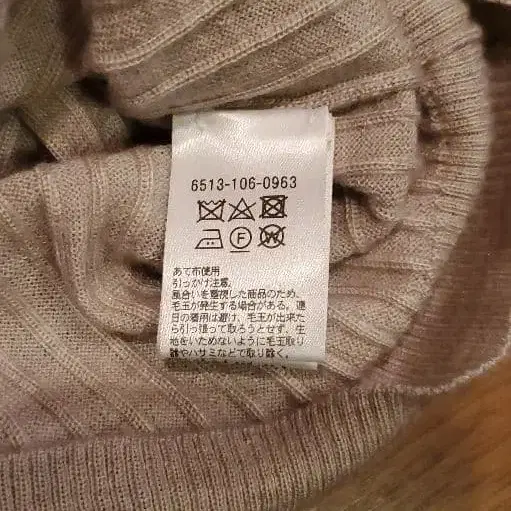 6513-106-0963
F W
あて布使用
引っかけ注意。
風合いを重視した商品のため、
毛玉が発生する場合がある。連
日の着用は避け、毛玉が出来た
ら引っ張って取ろうとせず、生
地をいためないように毛玉取り
器やハサミなどで取り除く。